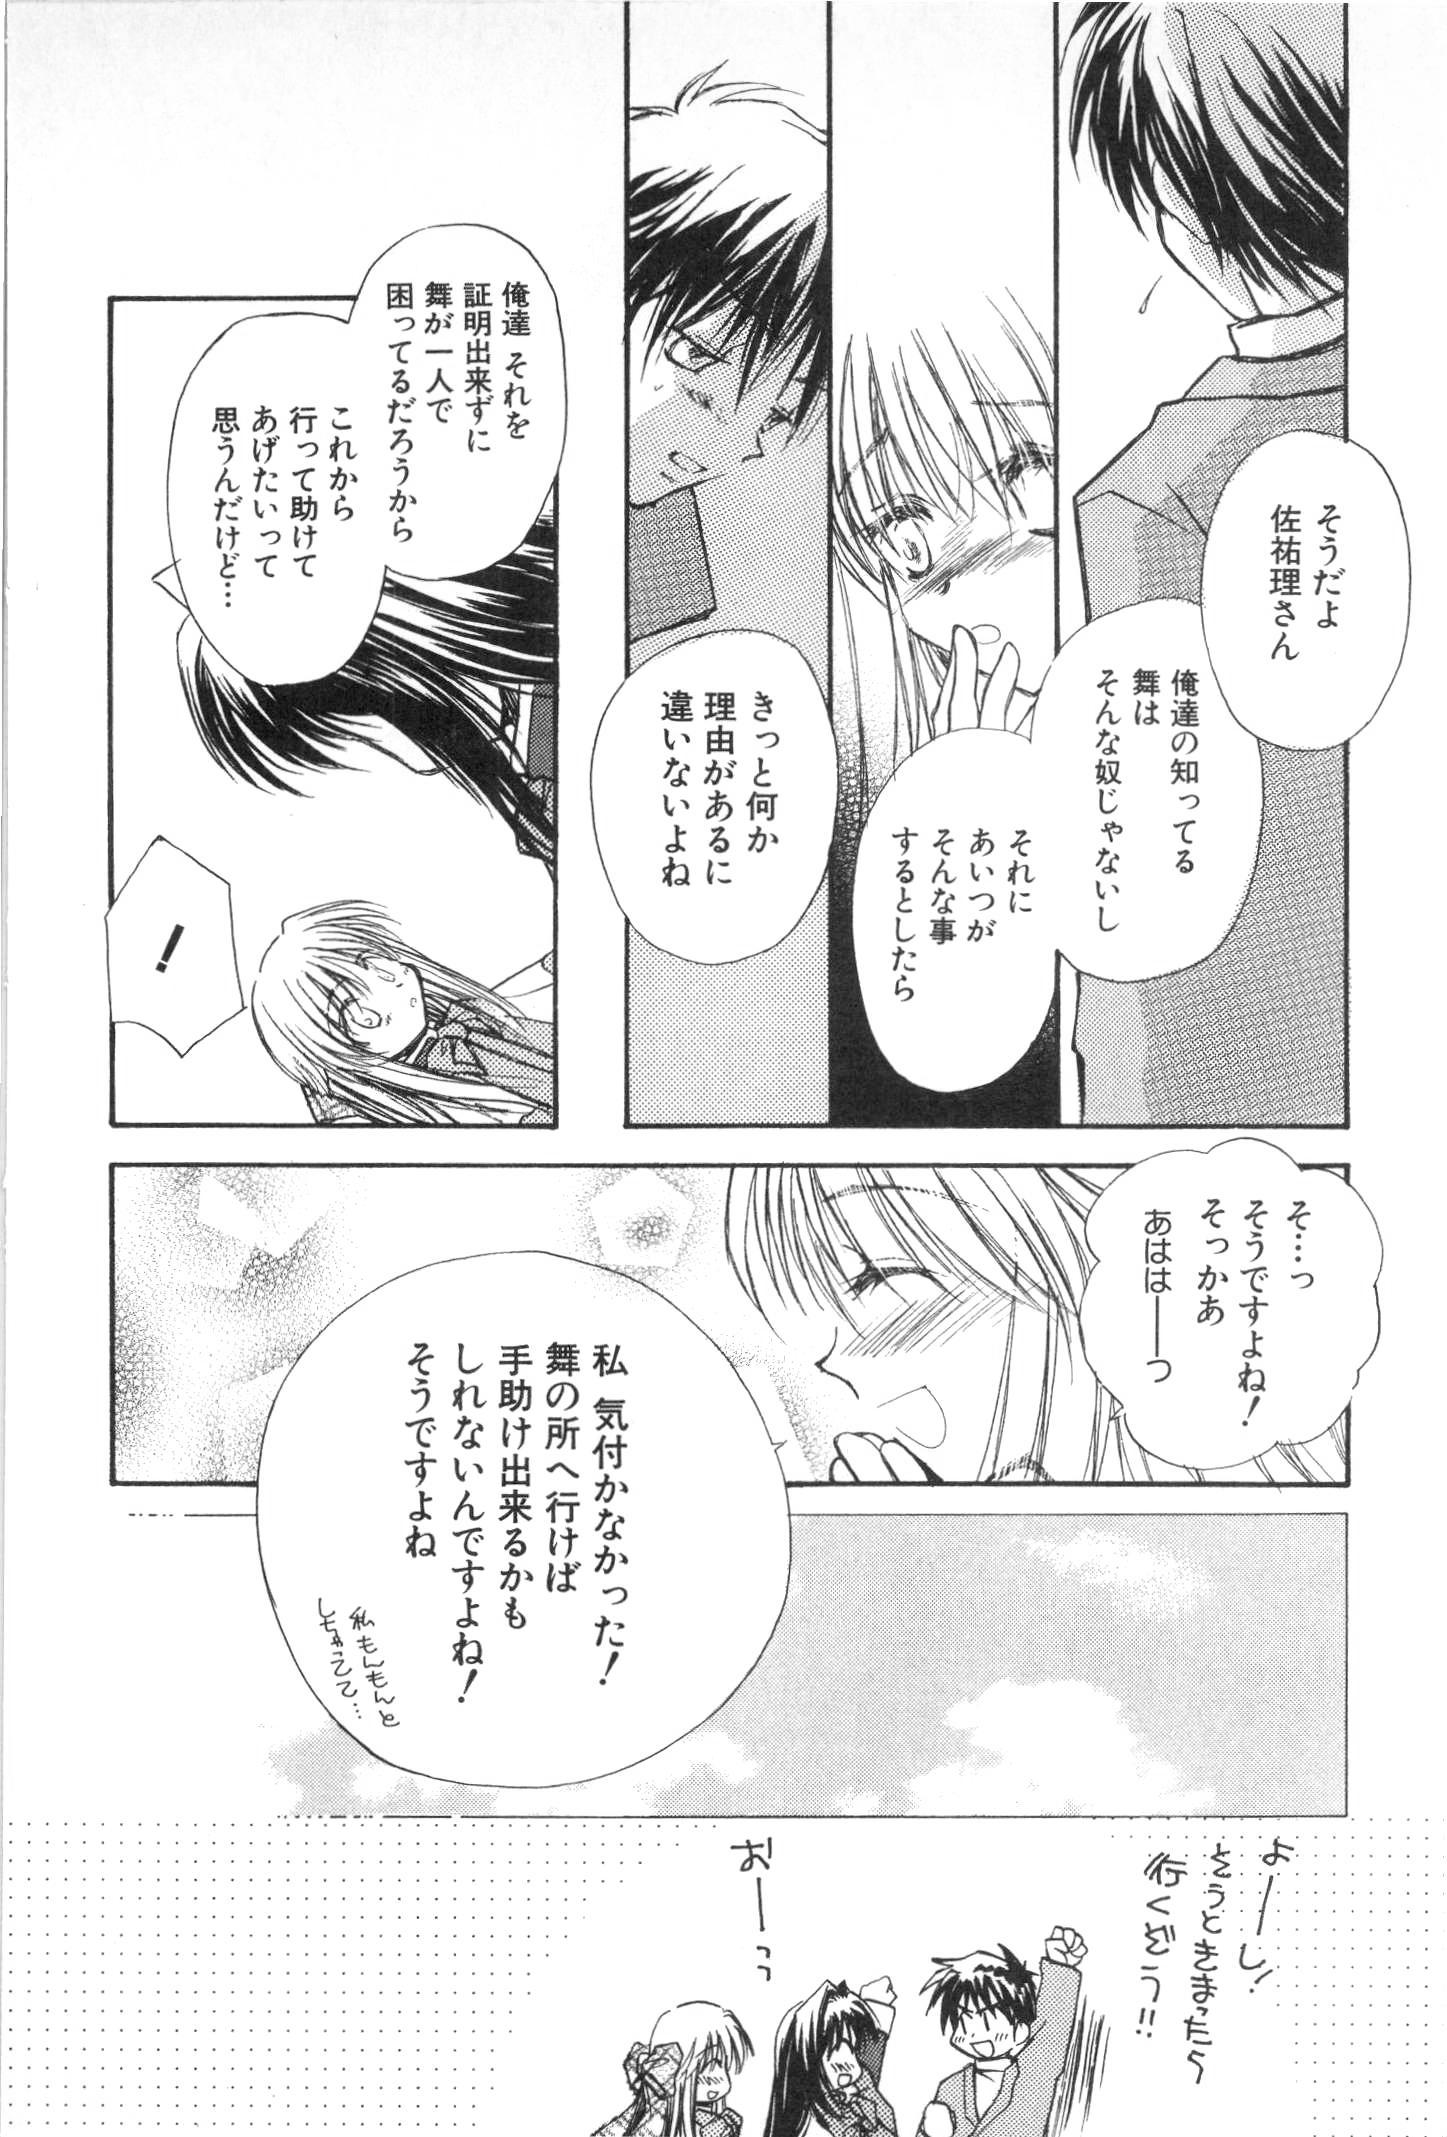 そうだよ
佐祐理さん
俺達の知ってる
舞は
そんな奴じゃないし
それに
あいつが
そんな事
するとしたら
きっと何か
理由があるに
違いないよね
俺達 それを
証明出来ずに
舞が一人で
困ってるだろうから
これから
行って助けて
あげたいって
思うんだけど…
！
そ…っ
そうですよね！
そっかあ
あははーーっ
私 気付かなかった！
舞の所へ行けば
手助け出来るかも
しれないんですよね！
そうですよね
私もんもんと
しちゃってて…
よーし！
そうときまったら
行くぞう!!
おーっっ